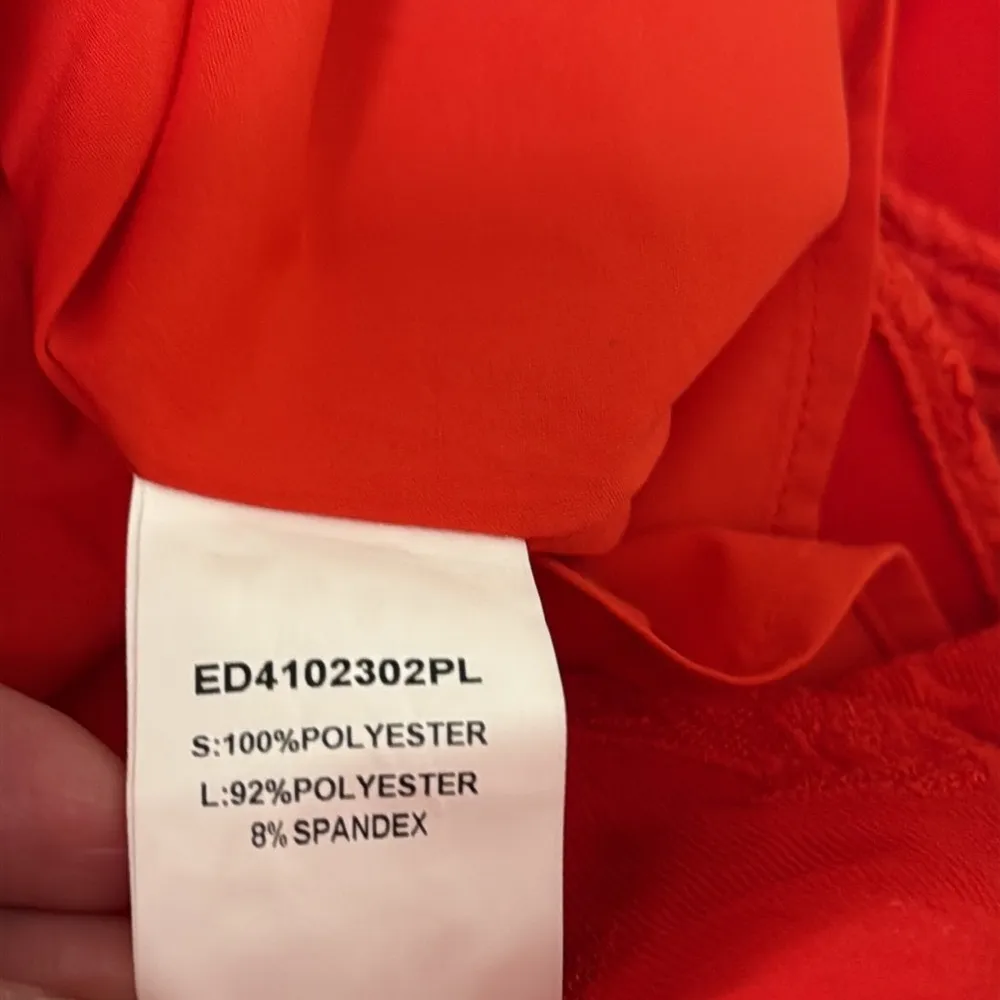 ED4102302PL
S:100%POLYESTER
L:92%POLYESTER
8% SPANDEX